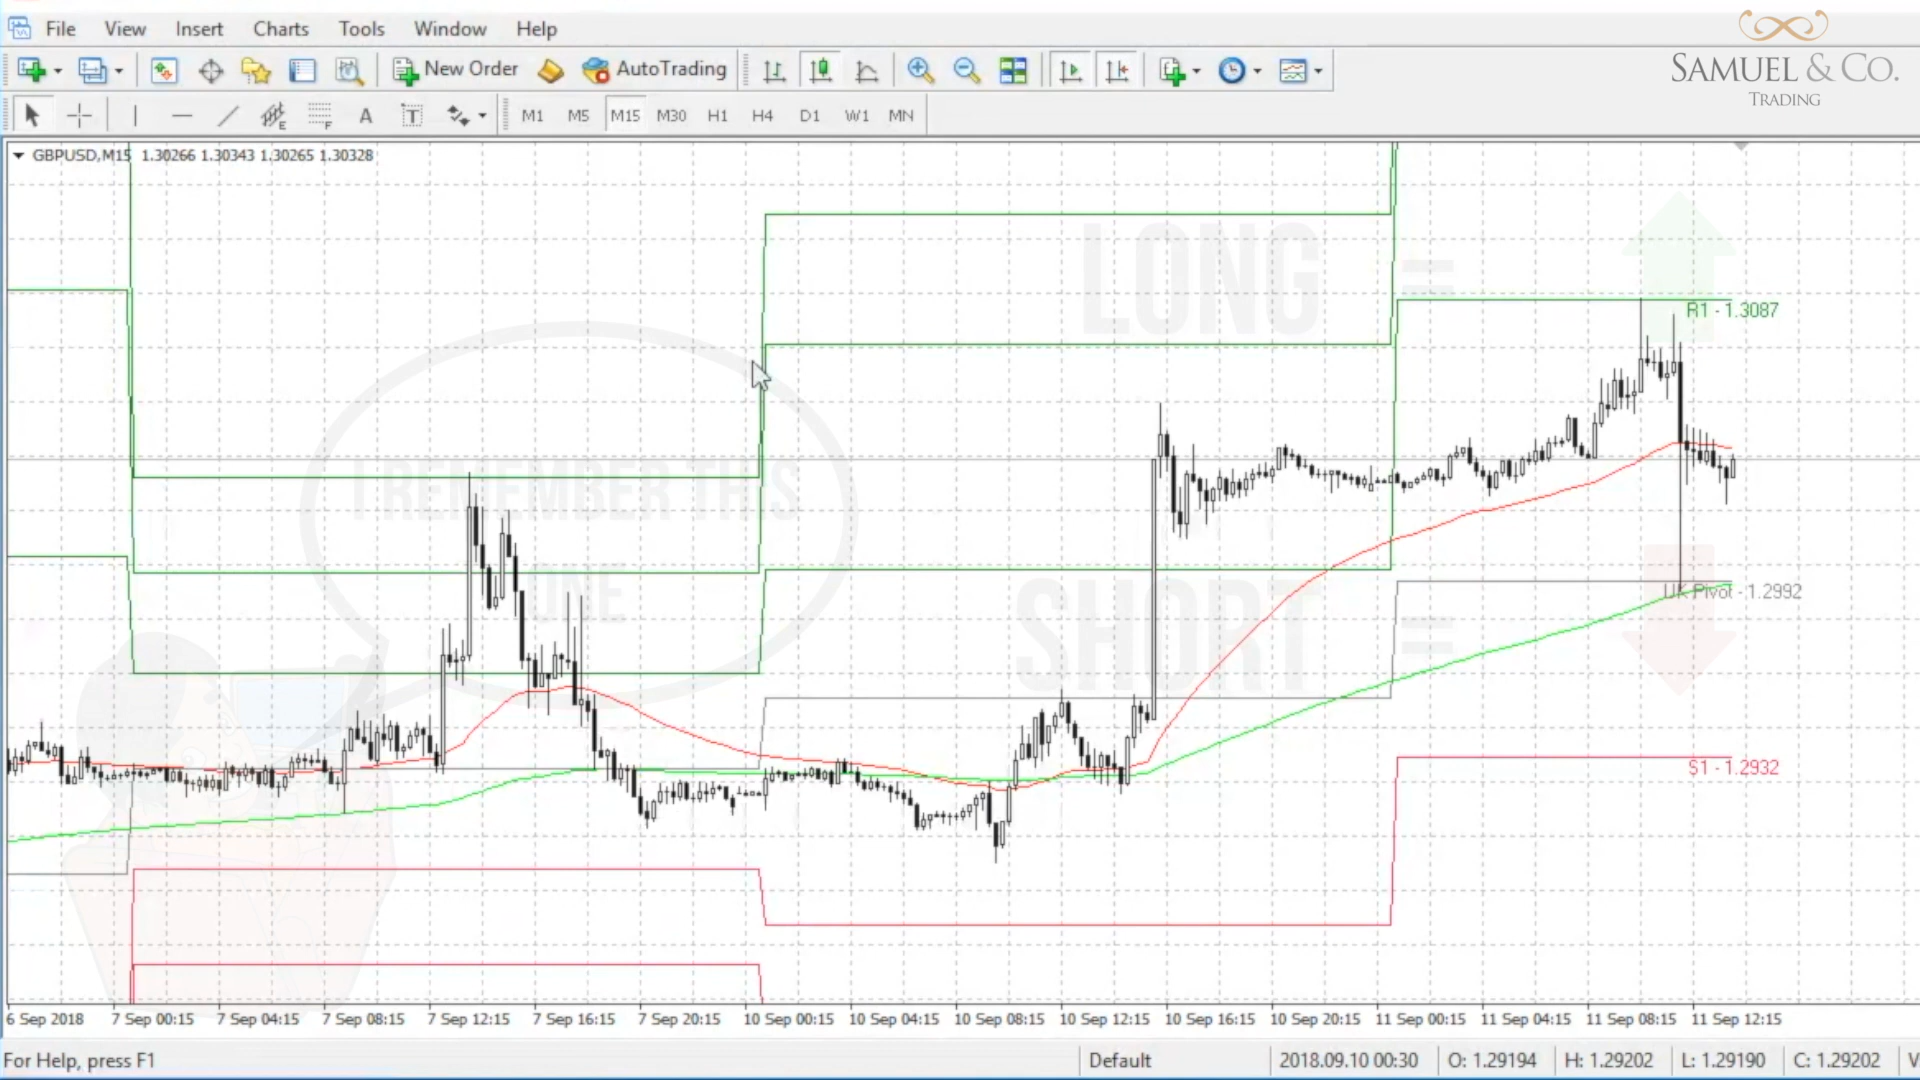 File View Insert Charts Tools Window Help
SAMUEL & CO.
TRADING
New Order AutoTrading
A T M1 M5 M15 M30 H1 H4 D1 W1 MN
GBPUSD,M15 1.30266 1.30343 1.30265 1.30328
LONG =
R1 - 1.3087
I REMEMBER THIS
ONE
UK Pivot - 1.2992
SHORT =
S1 - 1.2932
6 Sep 2018 7 Sep 00:15 7 Sep 04:15 7 Sep 08:15 7 Sep 12:15 7 Sep 16:15 7 Sep 20:15 10 Sep 00:15 10 Sep 04:15 10 Sep 08:15 10 Sep 12:15 10 Sep 16:15 10 Sep 20:15 11 Sep 00:15 11 Sep 04:15 11 Sep 08:15 11 Sep 12:15
For Help, press F1 Default 2018.09.10 00:30 O: 1.29194 H: 1.29202 L: 1.29190 C: 1.29202 V